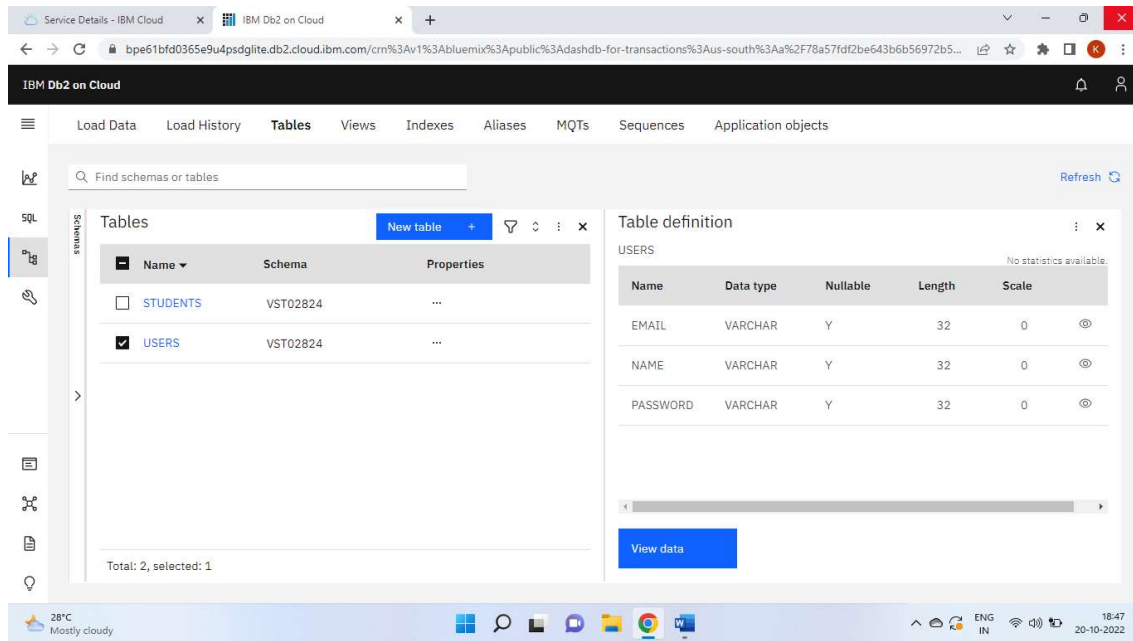 Service Details - IBM Cloud
IBM Db2 on Cloud
bpe61bfd0365e9u4psdglite.db2.cloud.ibm.com/crn%3Av1%3Abluemix%3Apublic%3Adashdb-for-transactions%3Aus-south%3Aa%2F78a57fdf2be643b6b56972b5...
K
IBM Db2 on Cloud
Load Data Load History Tables Views Indexes Aliases MQTs Sequences Application objects
Find schemas or tables
Refresh
SQL
Schemas
Tables
New table +
Name Schema Properties
STUDENTS VST02824 ...
USERS VST02824 ...
Total: 2, selected: 1
Table definition
USERS
No statistics available.
Name Data type Nullable Length Scale
EMAIL VARCHAR Y 32 0
NAME VARCHAR Y 32 0
PASSWORD VARCHAR Y 32 0
View data
28°C
Mostly cloudy
W
ENG
IN
18:47
20-10-2022